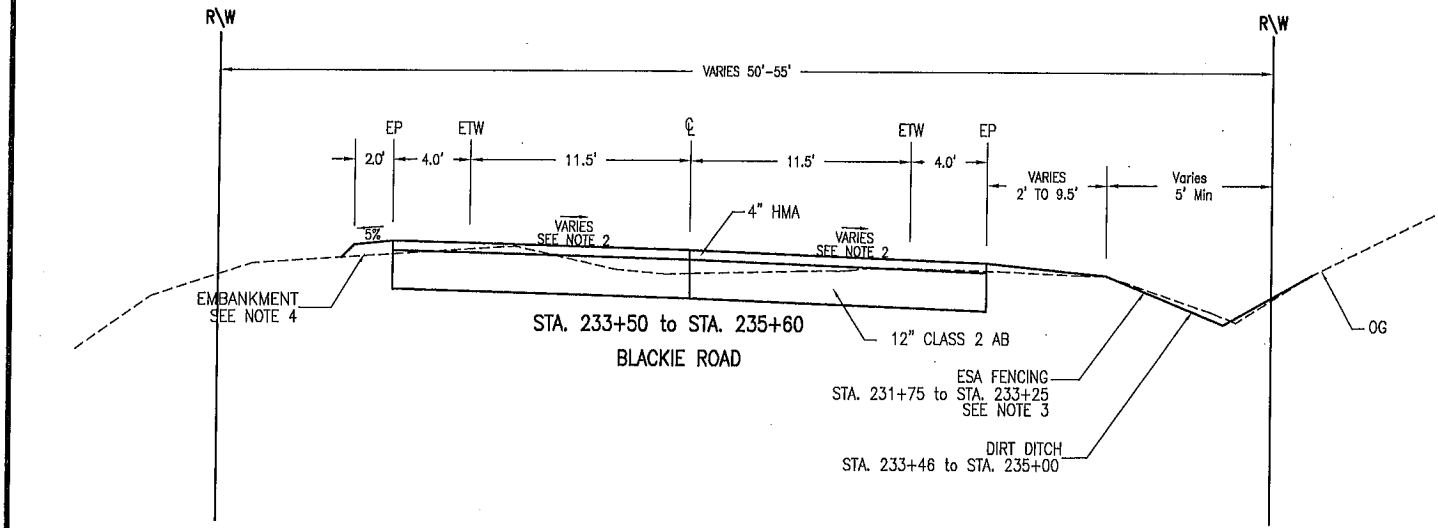 R\W
R\W
VARIES 50'-55'
EP
ETW
℄
ETW
EP
2.0'
4.0'
11.5'
11.5'
4.0'
VARIES
2' TO 9.5'
Varies
5' Min
4" HMA
5%
VARIES
SEE NOTE 2
VARIES
SEE NOTE 2
EMBANKMENT
SEE NOTE 4
STA. 233+50 to STA. 235+60
BLACKIE ROAD
12" CLASS 2 AB
OG
ESA FENCING
STA. 231+75 to STA. 233+25
SEE NOTE 3
DIRT DITCH
STA. 233+46 to STA. 235+00